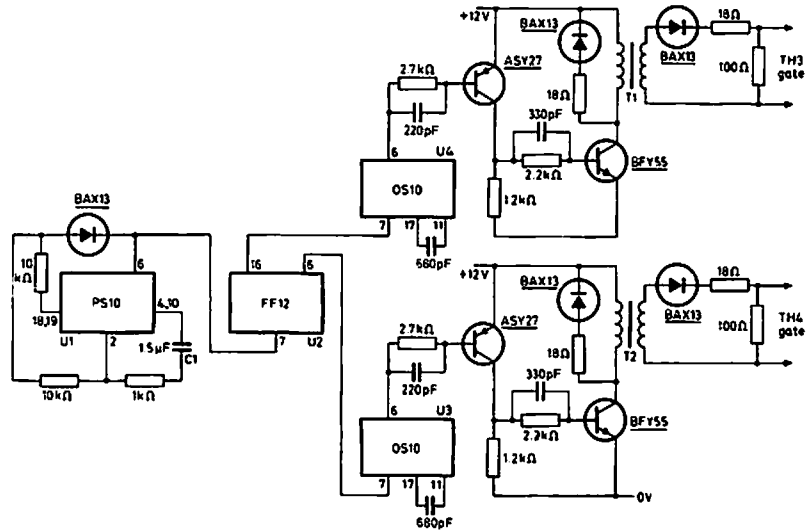 +12V
BAX13
18Ω
2.7kΩ
ASY27
BAX13
100Ω
TH3
gate
18Ω
T1
220pF
330pF
6
U4
OS10
2.2kΩ
BFY55
1.2kΩ
7
17
11
680pF
BAX13
10
kΩ
6
PS10
4,10
18,19
U1
2
1.5μF
C1
10kΩ
1kΩ
16
6
FF12
7
U2
+12V
BAX13
18Ω
ASY27
2.7kΩ
BAX13
100Ω
TH4
gate
18Ω
T2
220pF
330pF
6
U3
OS10
2.2kΩ
BFY55
1.2kΩ
7
17
11
680pF
0V